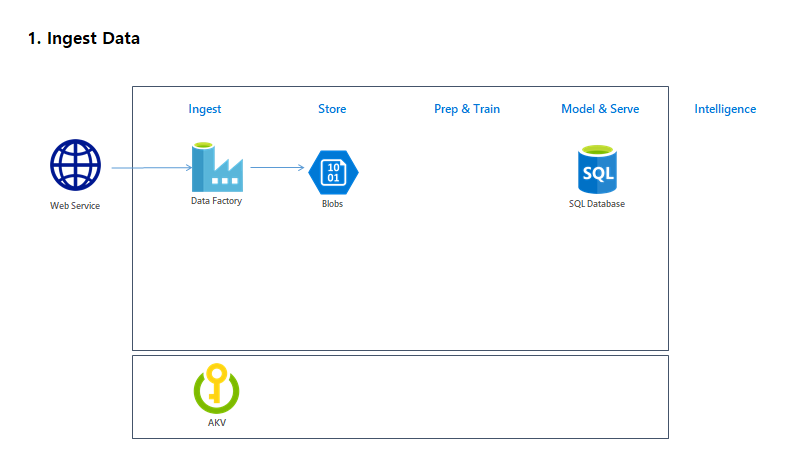 1. Ingest Data
Ingest
Store
Prep & Train
Model & Serve
Intelligence
10
01
SQL
Web Service
Data Factory
Blobs
SQL Database
AKV